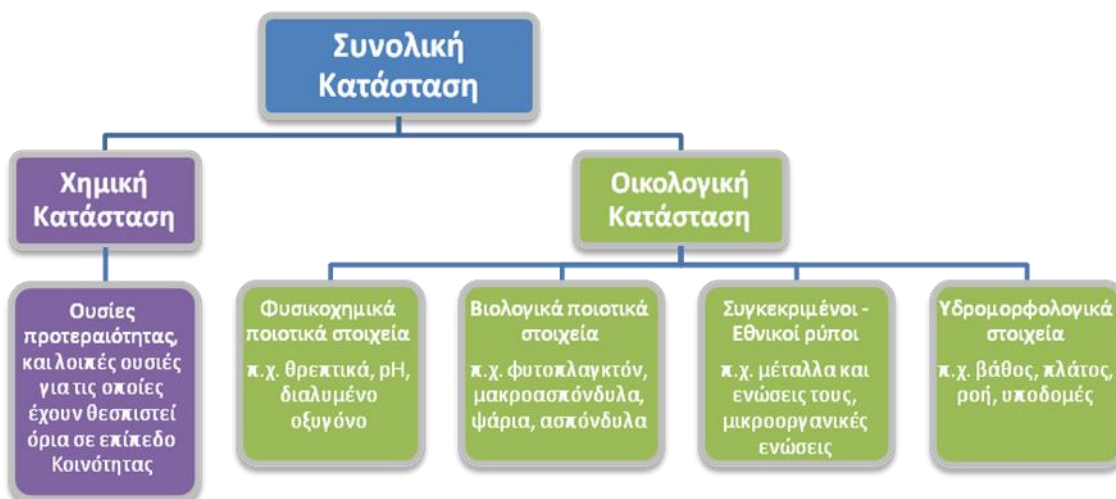 Συνολική
Κατάσταση
Χημική
Κατάσταση
Οικολογική
Κατάσταση
Ουσίες
προτεραιότητας,
και λοιπές ουσιές
για τις οποίες
έχουν θεσπιστεί
όρια σε επίπεδο
Κοινότητας
Φυσικοχημικά
ποιοτικά στοιχεία
π.χ. θρεπτικά, pH,
διαλυμένο
οξυγόνο
Βιολογικά ποιοτικά
στοιχεία
π.χ. φυτοπλαγκτόν,
μακροασπόνδυλα,
ψάρια, ασπόνδυλα
Συγκεκριμένοι -
Εθνικοί ρύποι
π.χ. μέταλλα και
ενώσεις τους,
μικροοργανικές
ενώσεις
Υδρομορφολογικά
στοιχεία
π.χ. βάθος, πλάτος,
ροή, υποδομές